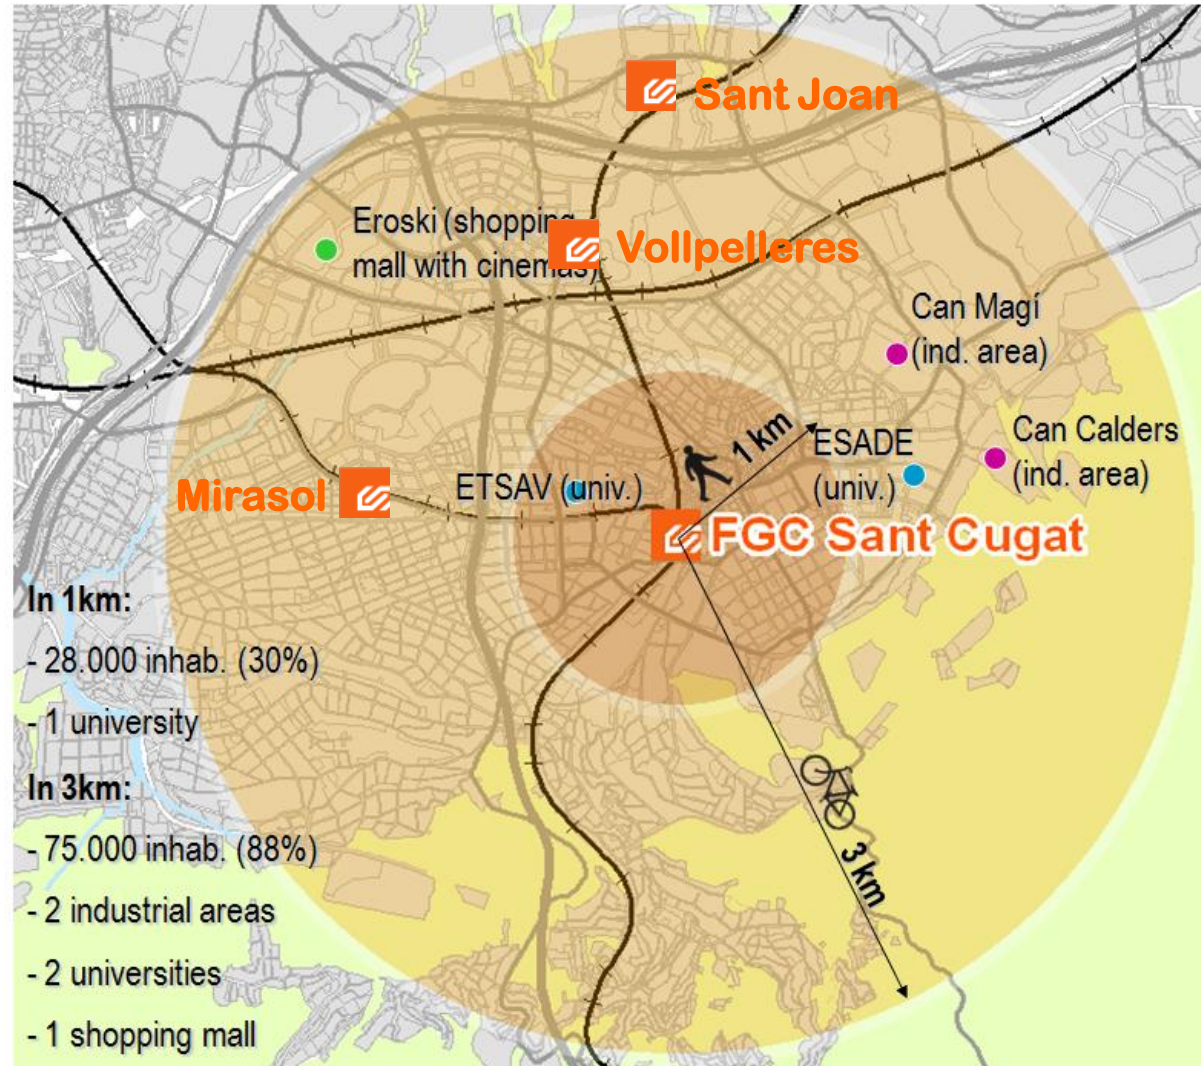 Sant Joan
Eroski (shopping
mall with cinemas)
Vollpelleres
Can Magí
(ind. area)
1 km
ESADE
(univ.)
Can Calders
(ind. area)
Mirasol
ETSAV (univ.)
FGC Sant Cugat
In 1km:
- 28.000 inhab. (30%)
- 1 university
In 3km:
- 75.000 inhab. (88%)
- 2 industrial areas
- 2 universities
- 1 shopping mall
3 km